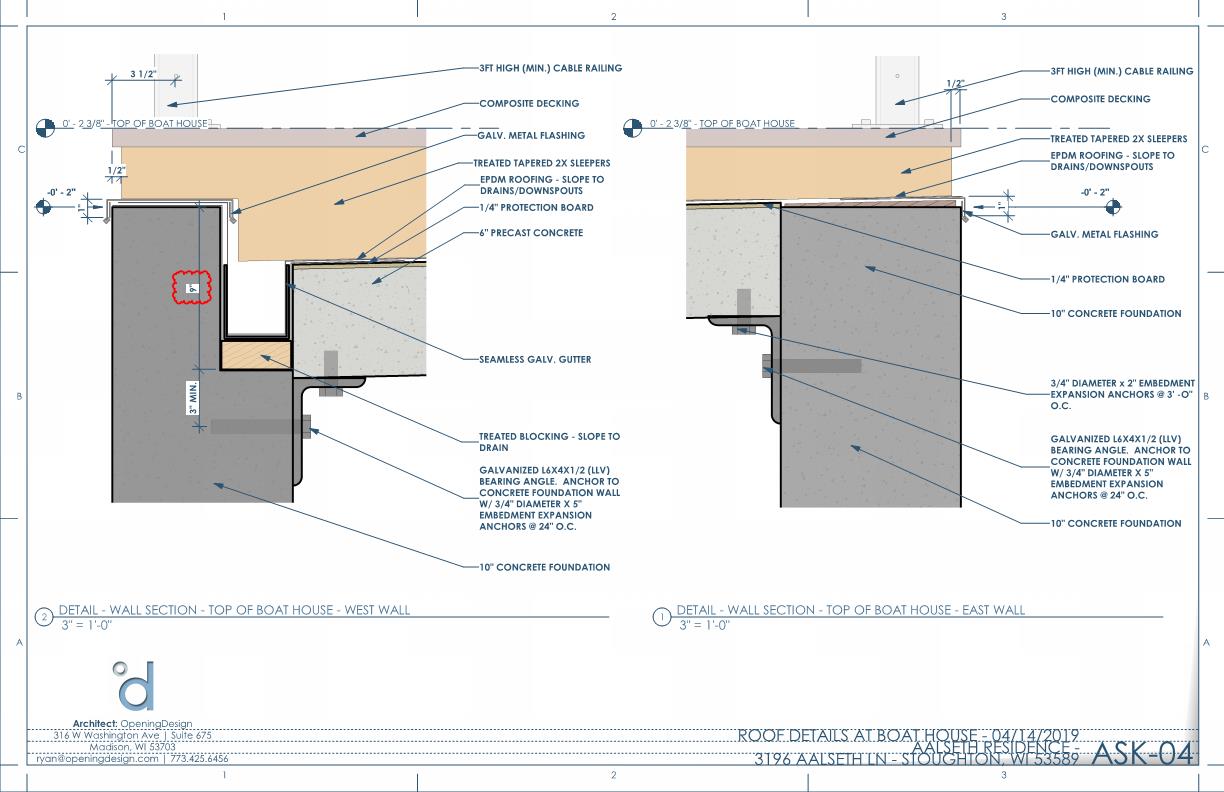 1
2
3
3 1/2"
3FT HIGH (MIN.) CABLE RAILING
COMPOSITE DECKING
0' - 2 3/8" - TOP OF BOAT HOUSE
GALV. METAL FLASHING
C
1/2"
TREATED TAPERED 2X SLEEPERS
EPDM ROOFING - SLOPE TO
DRAINS/DOWNSPOUTS
-0' - 2"
1"
1/4" PROTECTION BOARD
6" PRECAST CONCRETE
9"
SEAMLESS GALV. GUTTER
B
3" MIN.
TREATED BLOCKING - SLOPE TO
DRAIN
GALVANIZED L6X4X1/2 (LLV)
BEARING ANGLE. ANCHOR TO
CONCRETE FOUNDATION WALL
W/ 3/4" DIAMETER X 5"
EMBEDMENT EXPANSION
ANCHORS @ 24" O.C.
10" CONCRETE FOUNDATION
2
DETAIL - WALL SECTION - TOP OF BOAT HOUSE - WEST WALL
3" = 1'-0"
3FT HIGH (MIN.) CABLE RAILING
1/2"
COMPOSITE DECKING
0' - 2 3/8" - TOP OF BOAT HOUSE
TREATED TAPERED 2X SLEEPERS
C
EPDM ROOFING - SLOPE TO
DRAINS/DOWNSPOUTS
-0' - 2"
1"
GALV. METAL FLASHING
1/4" PROTECTION BOARD
10" CONCRETE FOUNDATION
3/4" DIAMETER x 2" EMBEDMENT
EXPANSION ANCHORS @ 3' -O"
O.C.
B
GALVANIZED L6X4X1/2 (LLV)
BEARING ANGLE. ANCHOR TO
CONCRETE FOUNDATION WALL
W/ 3/4" DIAMETER X 5"
EMBEDMENT EXPANSION
ANCHORS @ 24" O.C.
10" CONCRETE FOUNDATION
1
DETAIL - WALL SECTION - TOP OF BOAT HOUSE - EAST WALL
3" = 1'-0"
A
A
d
Architect: OpeningDesign
316 W Washington Ave | Suite 675
Madison, WI 53703
ryan@openingdesign.com | 773.425.6456
ROOF DETAILS AT BOAT HOUSE - 04/14/2019
AALSETH RESIDENCE -
3196 AALSETH LN - STOUGHTON, WI 53589
ASK-04
1
2
3